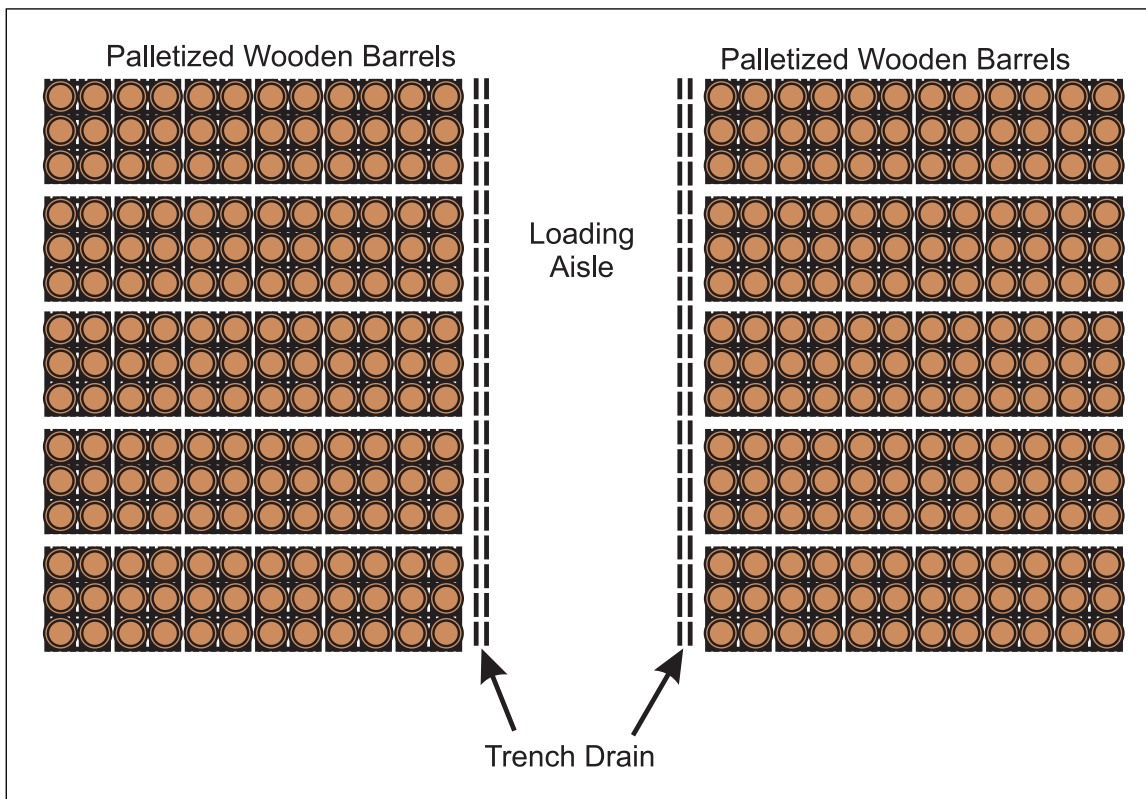 Palletized Wooden Barrels
Palletized Wooden Barrels
Loading
Aisle
Trench Drain